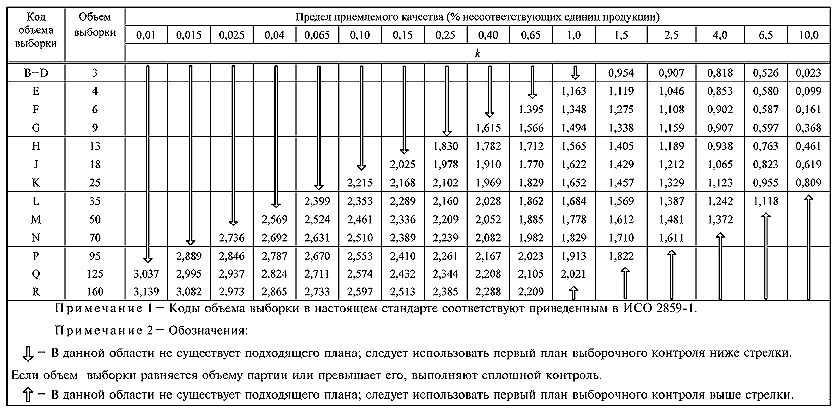 Код объема выборки Объем выборки Предел приемлемого качества (% несоответствующих единиц продукции)
0,01 0,015 0,025 0,04 0,065 0,10 0,15 0,25 0,40 0,65 1,0 1,5 2,5 4,0 6,5 10,0
k
B−D 3 ⇩ ⇩ ⇩ ⇩ ⇩ ⇩ ⇩ ⇩ ⇩ ⇩ ⇩ 0,954 0,907 0,818 0,526 0,023
E 4 1,163 1,119 1,046 0,853 0,580 0,099
F 6 1.395 1,348 1,275 1,108 0,902 0,587 0,161
G 9 1,615 1,566 1,494 1,338 1,159 0,907 0,597 0,368
H 13 1,830 1,782 1,712 1,565 1,405 1,189 0,938 0,763 0,461
J 18 2,025 1,978 1,910 1,770 1,622 1,429 1,212 1,065 0,823 0,619
K 25 2,215 2,168 2,102 1,969 1,829 1,652 1,457 1,329 1,123 0,955 0,809
L 35 2,399 2,353 2,289 2,160 2,028 1,862 1,684 1,569 1,387 1,242 1,118 ⇧
M 50 2,569 2,524 2,461 2,336 2,209 2,052 1,885 1,778 1,612 1,481 1,372 ⇧
N 70 2,736 2,692 2,631 2,510 2,389 2,239 2,082 1,982 1,829 1,710 1,611 ⇧
P 95 2,889 2,846 2,787 2,670 2,553 2,410 2,261 2,167 2,023 1,913 1,822 ⇧
Q 125 3,037 2,995 2,937 2.824 2,711 2,574 2,432 2,344 2,208 2,105 2,021 ⇧
R 160 3,139 3,082 2,973 2,865 2,733 2,597 2,513 2,385 2,288 2,209 ⇧
Примечание 1— Коды объема выборки в настоящем стандарте соответствуют приведенным в ИСО 2859-1.
Примечание 2— Обозначения:
⇩ − В данной области не существует подходящего плана; следует использовать первый план выборочного контроля ниже стрелки.
Если объем выборки равняется объему партии или превышает его, выполняют сплошной контроль.
⇧ − В данной области не существует подходящего плана; следует использовать первый план выборочного контроля выше стрелки.